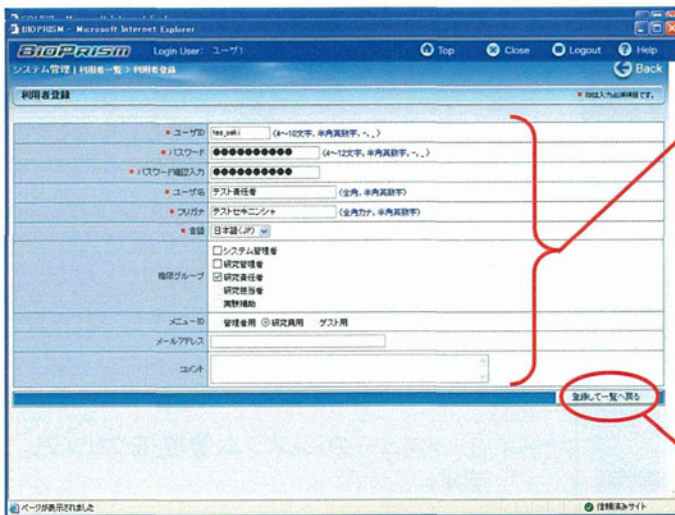 BIOPRISM - Microsoft Internet Explorer
BIOPRISM Login User: ユーザ1 Top Close Logout Help
システム管理 | 利用者一覧 > 利用者登録 Back
利用者登録 * 印は入力必須項目です。
* ユーザID tes_seki (4～10文字, 半角英数字, -, _)
* パスワード ●●●●●●●●●● (4～12文字, 半角英数字, -, _)
* パスワード確認入力 ●●●●●●●●●●
* ユーザ名 テスト責任者 (全角, 半角英数字)
* フリガナ テストセキニンシャ (全角カナ, 半角英数字)
* 言語 日本語(JP)
権限グループ
システム管理者
研究管理者
研究責任者
研究担当者
実験補助
メニューID 管理者用 研究員用 ゲスト用
メールアドレス
コメント
登録して一覧へ戻る
ページが表示されました 信頼済みサイト